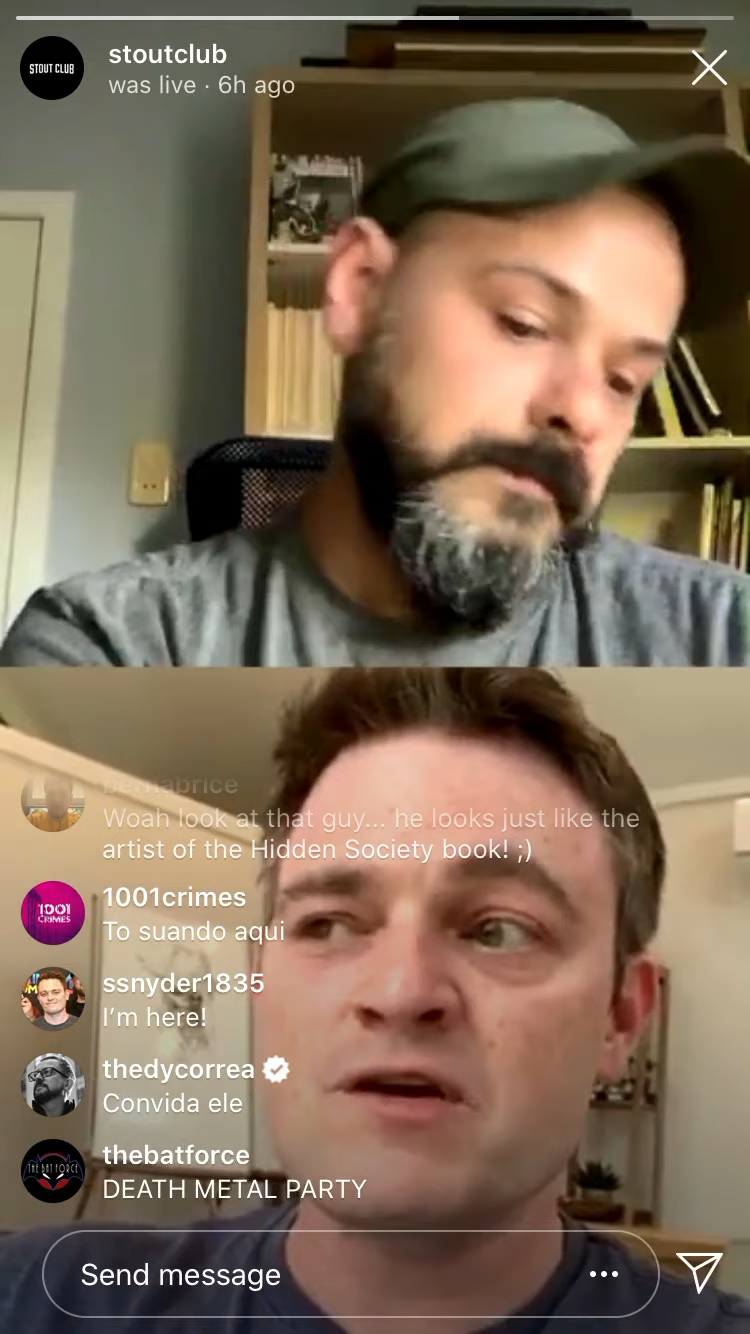 STOUT CLUB
stoutclub
was live · 6h ago
bernaprice
Woah look at that guy... he looks just like the
artist of the Hidden Society book! ;)
1001 CRIMES
1001crimes
To suando aqui
ssnyder1835
I’m here!
thedycorrea
Convida ele
THE BAT FORCE
thebatforce
DEATH METAL PARTY
Send message